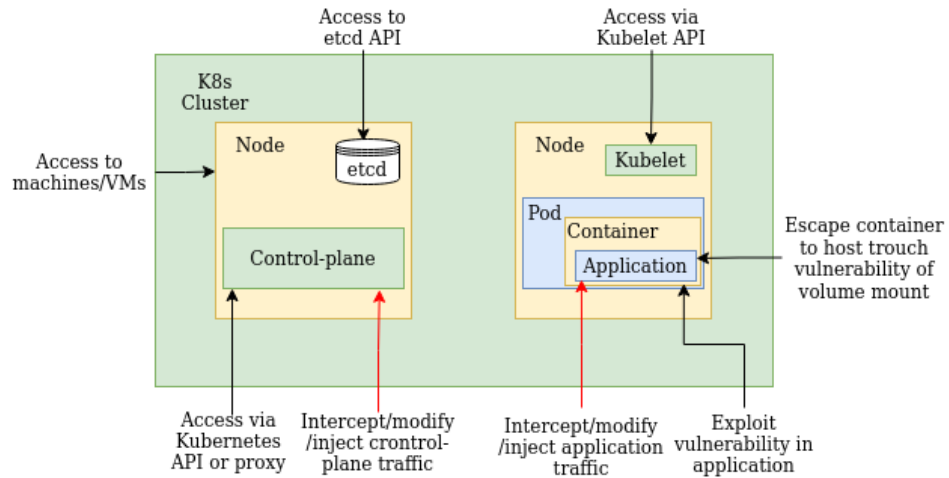 Access to
etcd API
Access via
Kubelet API
K8s
Cluster
Node
etcd
Node
Kubelet
Access to
machines/VMs
Pod
Container
Application
Control-plane
Escape container
to host trouch
vulnerability of
volume mount
Access via
Kubernetes
API or proxy
Intercept/modify
/inject crontrol-
plane traffic
Intercept/modify
/inject application
traffic
Exploit
vulnerability in
application